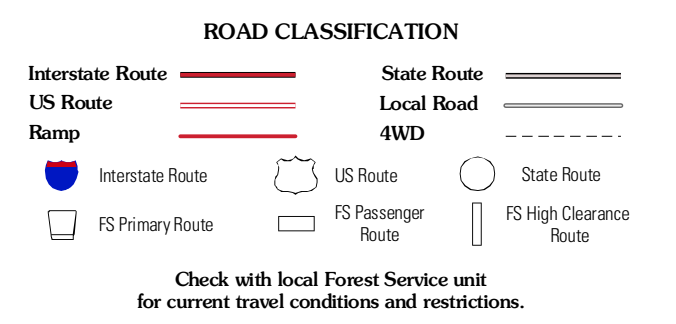 ROAD CLASSIFICATION
Interstate Route
State Route
US Route
Local Road
Ramp
4WD
Interstate Route
US Route
State Route
FS Primary Route
FS Passenger
Route
FS High Clearance
Route
Check with local Forest Service unit
for current travel conditions and restrictions.